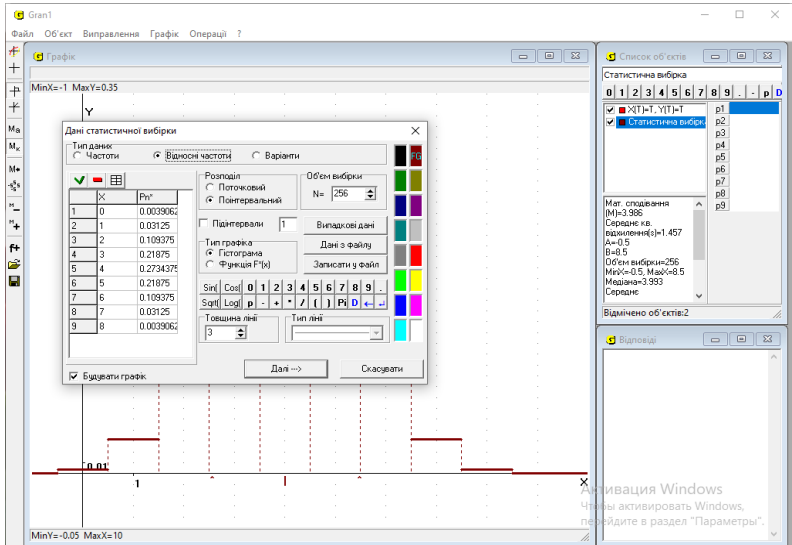 Gran1
Файл Об'єкт Виправлення Графік Операції ?
Графік
MinX=-1 MaxY=0.35
Y
Дані статистичної вибірки
Тип даних
Частоти Відносні частоти Варіанти
X Pn*
1 0 0.0039062
2 1 0.03125
3 2 0.109375
4 3 0.21875
5 4 0.2734375
6 5 0.21875
7 6 0.109375
8 7 0.03125
9 8 0.0039062
Розподіл
Поточковий
Поінтервальний
Об'єм вибірки
N= 256
Підінтервали 1
Тип графіка
Гістограма
Функція F*(x)
Випадкові дані
Дані з файлу
Записати у файл
Sin( Cos( 0 1 2 3 4 5 6 7 8 9 .
Sqrt( Log( p - + * / ( ) Pi D ← ↵
Товщина лінії
3
Тип лінії
FG
Будувати графік
Далі --->
Скасувати
0.01
1
X
MinY=-0.05 MaxX=10
Список об'єктів
Статистична вибірка
0 1 2 3 4 5 6 7 8 9 . - p D
X(T)=T, Y(T)=T
Статистична вибірк
p1
p2
p3
p4
p5
p6
p7
p8
p9
Мат. сподівання
(M)=3.986
Середнє кв.
відхилення(s)=1.457
A=-0.5
B=8.5
Об'єм вибірки=256
MinX=-0.5, MaxX=8.5
Медіана=3.993
Середнє
Відмічено об'єктів:2
Відповіді
Активация Windows
Чтобы активировать Windows,
перейдите в раздел "Параметры".